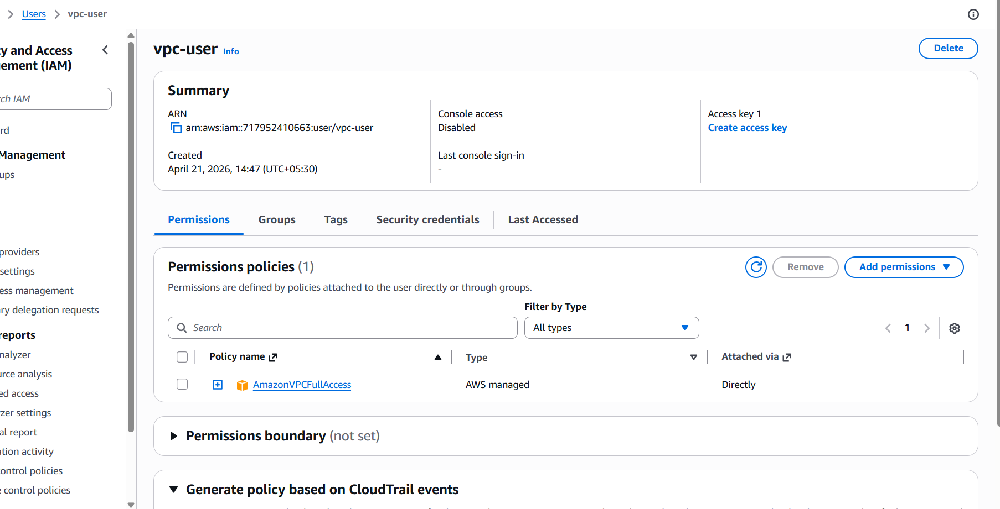 Users
vpc-user
y and Access
ement (IAM)
ch IAM
rd
Management
ups
providers
settings
ess management
ry delegation requests
reports
nalyzer
rce analysis
ed access
zer settings
al report
tion activity
ontrol policies
e control policies
vpc-user Info
Delete
Summary
ARN
arn:aws:iam::717952410663:user/vpc-user
Created
April 21, 2026, 14:47 (UTC+05:30)
Console access
Disabled
Last console sign-in
-
Access key 1
Create access key
Permissions
Groups
Tags
Security credentials
Last Accessed
Permissions policies (1)
Remove
Add permissions
Permissions are defined by policies attached to the user directly or through groups.
Filter by Type
Search
All types
1
Policy name
Type
Attached via
AmazonVPCFullAccess
AWS managed
Directly
Permissions boundary (not set)
Generate policy based on CloudTrail events